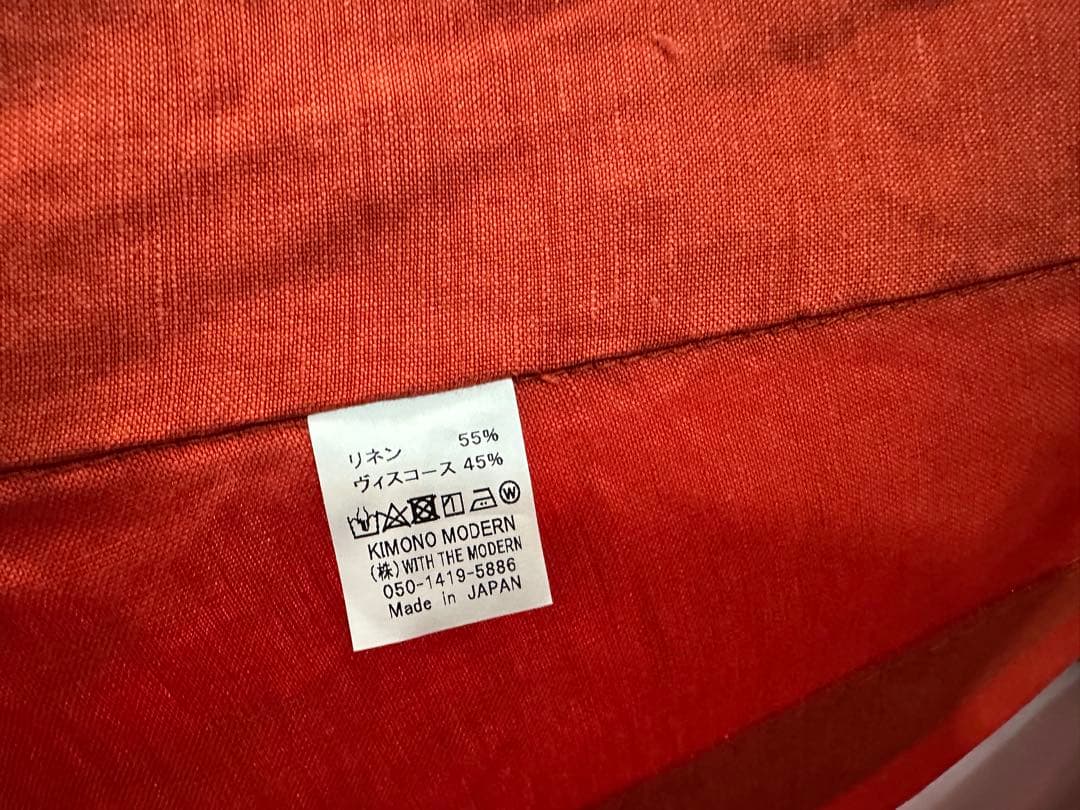 リネン 55%
ヴィスコース 45%
W
KIMONO MODERN
(株)WITH THE MODERN
050-1419-5886
Made in JAPAN